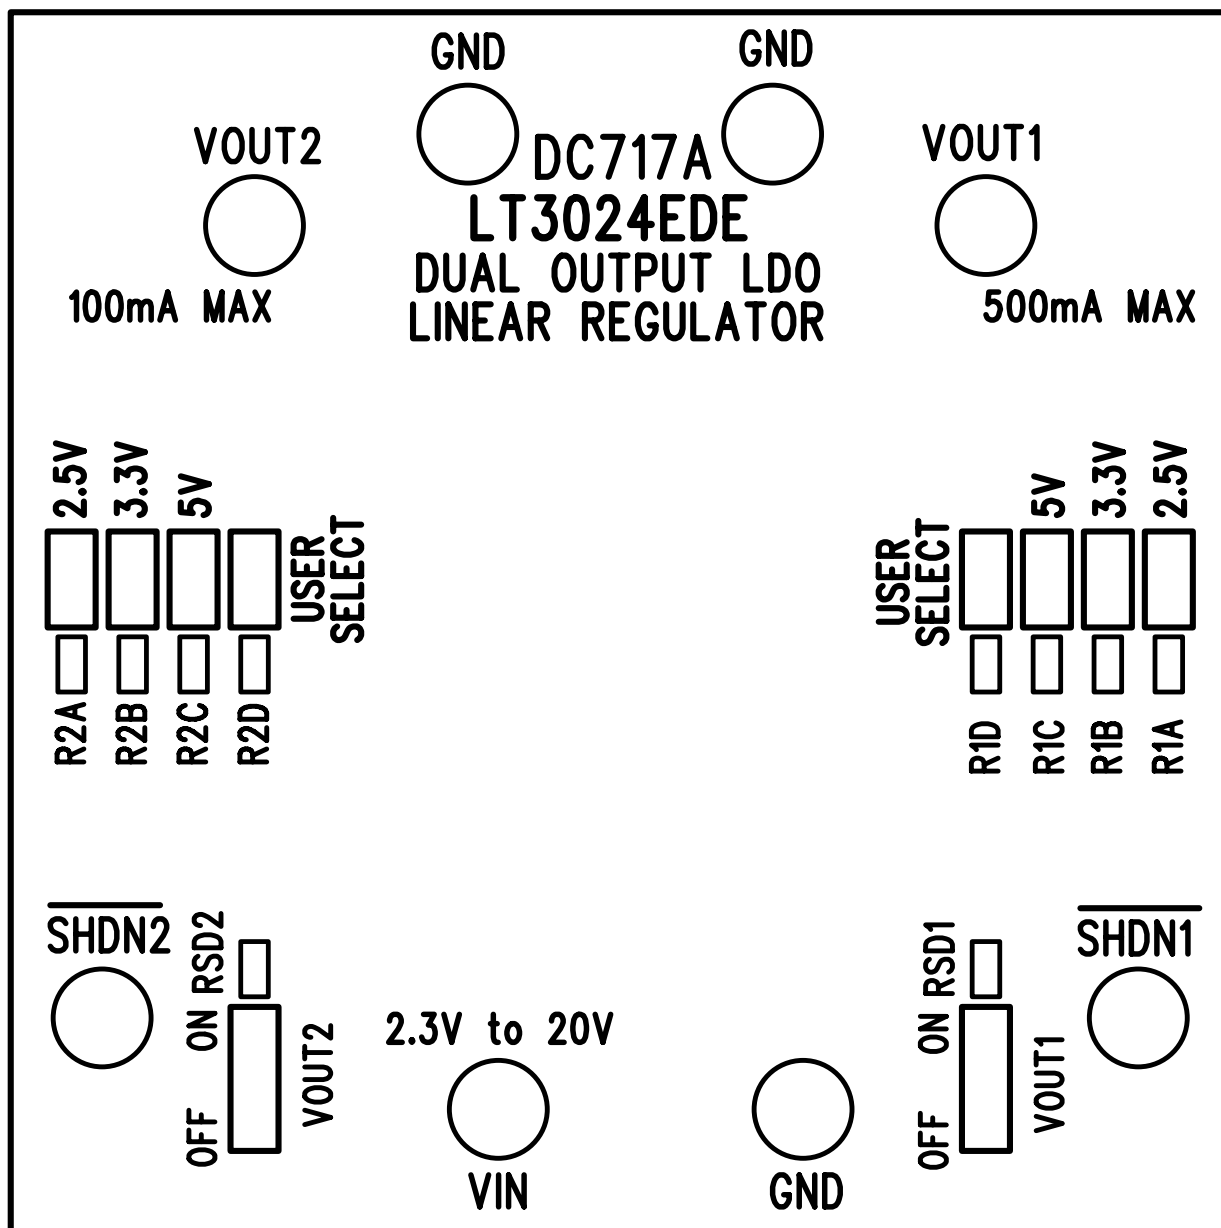 GND
GND
VOUT2
DC717A
VOUT1
LT3024EDE
DUAL OUTPUT LDO
LINEAR REGULATOR
100mA MAX
500mA MAX
2.5V
3.3V
5V
USER
SELECT
USER
SELECT
5V
3.3V
2.5V
R2A
R2B
R2C
R2D
R1D
R1C
R1B
R1A
SHDN2
RSD2
RSD1
SHDN1
ON
OFF
VOUT2
2.3V to 20V
ON
OFF
VOUT1
VIN
GND